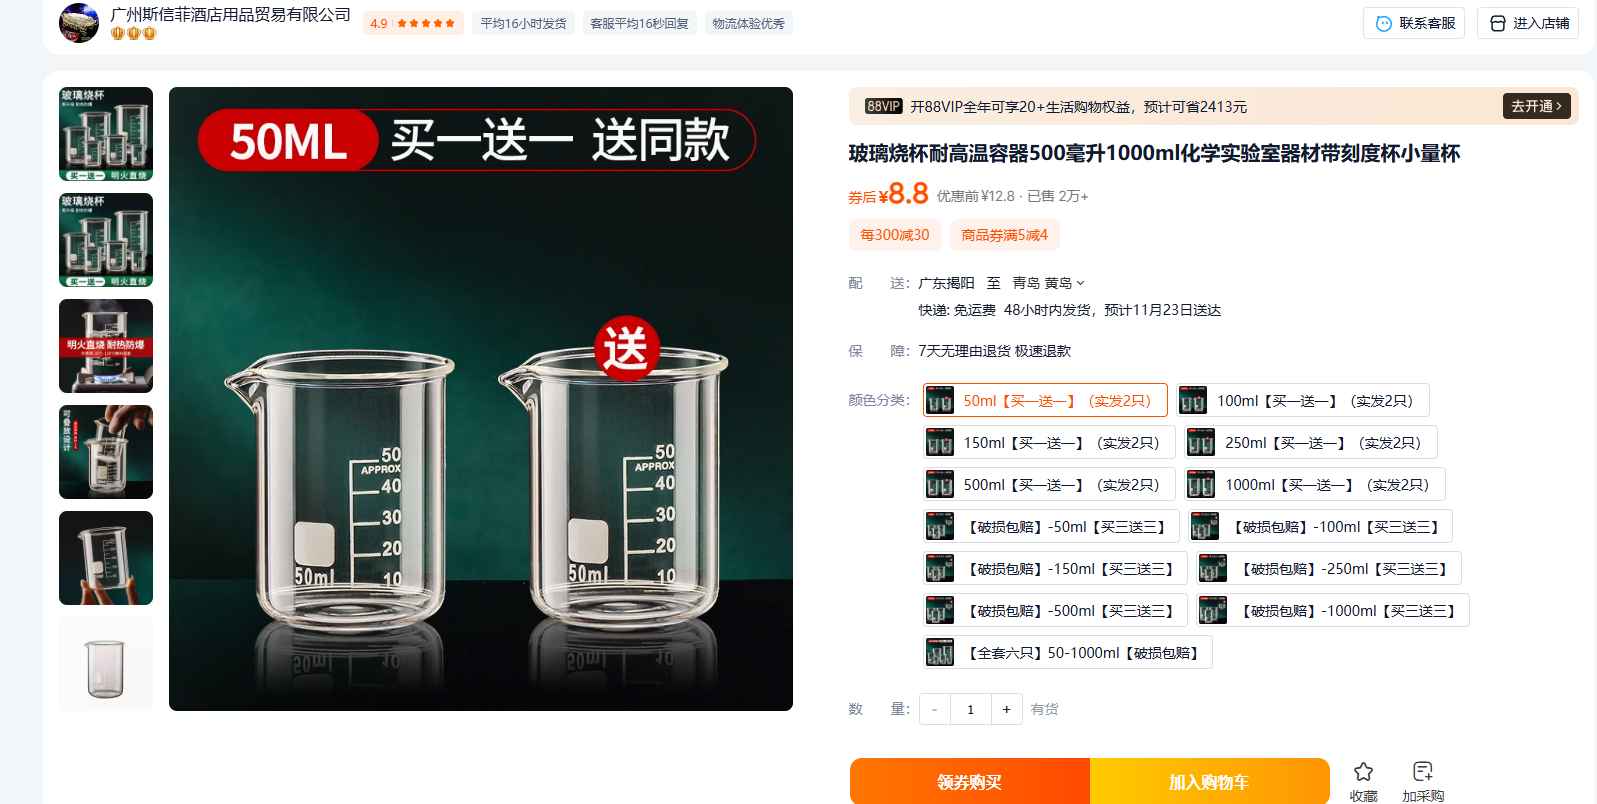 广州斯信菲酒店用品贸易有限公司
4.9
平均16小时发货
客服平均16秒回复
物流体验优秀
联系客服
进入店铺
玻璃烧杯
买一送一 明火直烧
玻璃烧杯
买一送一 明火直烧
明火直烧 耐热防爆
可叠放设计
50ML 买一送一 送同款
送
50
APPROX
40
30
20
10
50ml
50
APPROX
40
30
20
10
50ml
88VIP 开88VIP全年可享20+生活购物权益，预计可省2413元
去开通 >
玻璃烧杯耐高温容器500毫升1000ml化学实验室器材带刻度杯小量杯
券后 ¥8.8 优惠前 ¥12.8 · 已售 2万+
每300减30 商品券满5减4
配 送： 广东揭阳 至 青岛 黄岛
快递: 免运费 48小时内发货，预计11月23日送达
保 障： 7天无理由退货 极速退款
颜色分类： 50ml【买一送一】（实发2只） 100ml【买一送一】（实发2只）
150ml【买一送一】（实发2只） 250ml【买一送一】（实发2只）
500ml【买一送一】（实发2只） 1000ml【买一送一】（实发2只）
【破损包赔】-50ml【买三送三】 【破损包赔】-100ml【买三送三】
【破损包赔】-150ml【买三送三】 【破损包赔】-250ml【买三送三】
【破损包赔】-500ml【买三送三】 【破损包赔】-1000ml【买三送三】
【全套六只】50-1000ml【破损包赔】
数 量： - 1 + 有货
领券购买 加入购物车
收藏 加采购